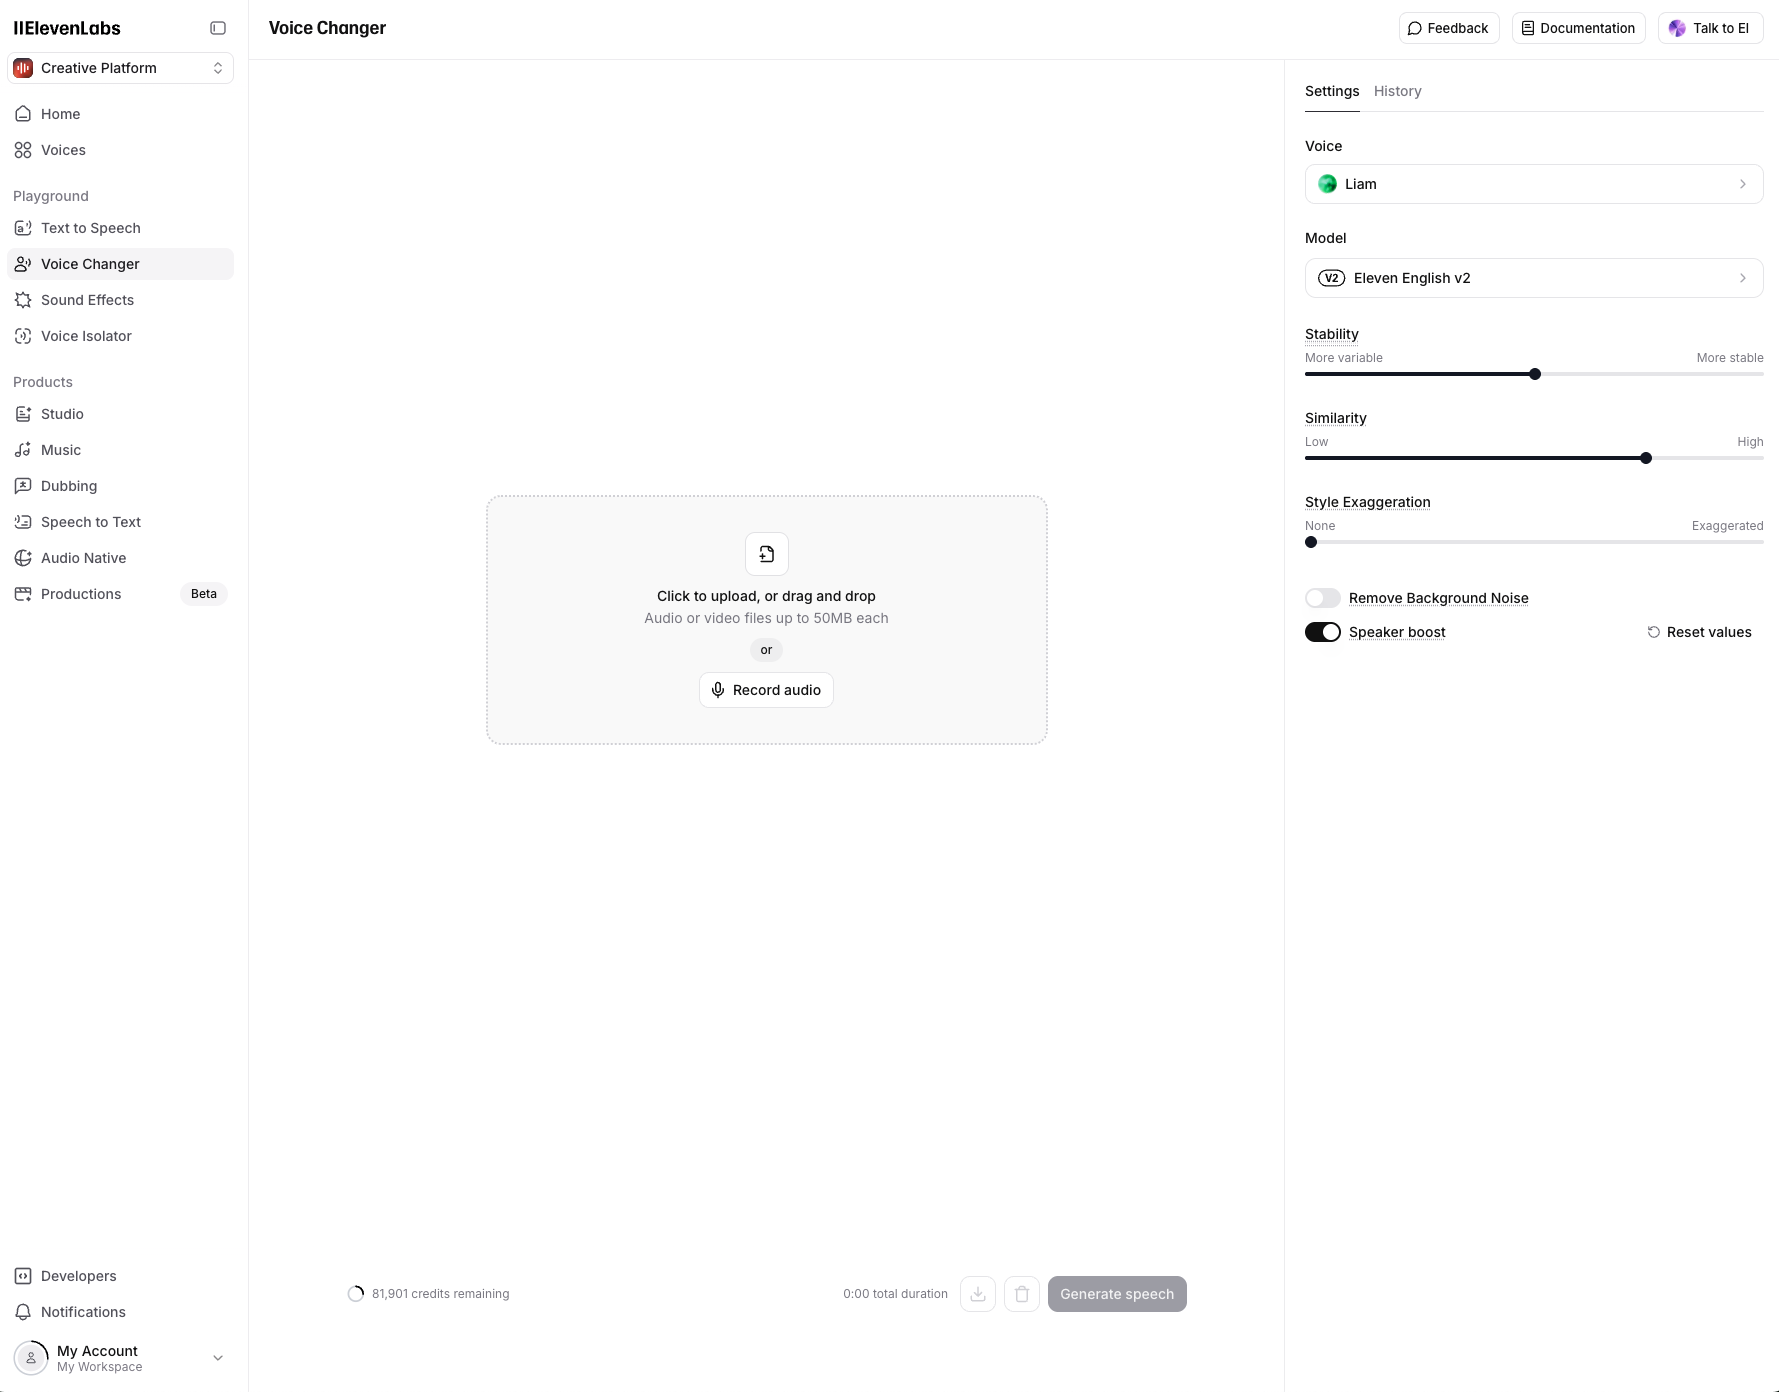 IIElevenLabs
Creative Platform
Home
Voices
Playground
Text to Speech
Voice Changer
Sound Effects
Voice Isolator
Products
Studio
Music
Dubbing
Speech to Text
Audio Native
Productions Beta
Developers
Notifications
My Account
My Workspace
Voice Changer
Feedback
Documentation
Talk to El
Click to upload, or drag and drop
Audio or video files up to 50MB each
or
Record audio
81,901 credits remaining
0:00 total duration
Generate speech
Settings History
Voice
Liam
Model
V2 Eleven English v2
Stability
More variable More stable
Similarity
Low High
Style Exaggeration
None Exaggerated
Remove Background Noise
Speaker boost
Reset values